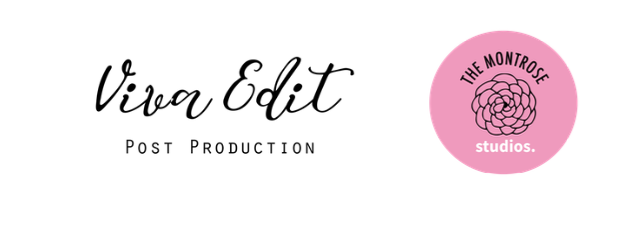 Viva Edit
Post Production
THE MONTROSE
studios.